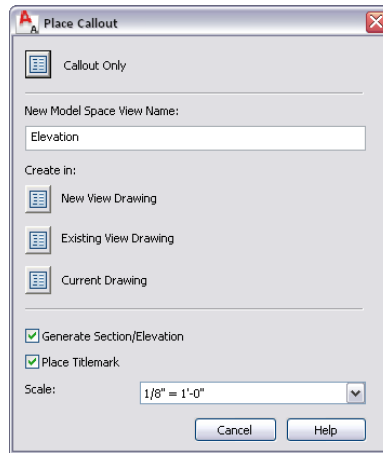 Place Callout
Callout Only
New Model Space View Name:
Elevation
Create in:
New View Drawing
Existing View Drawing
Current Drawing
Generate Section/Elevation
Place Titlemark
Scale: 1/8" = 1'-0"
Cancel Help